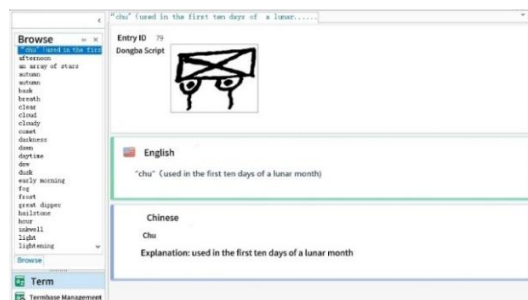 "chu" (used in the first ten days of a lunar......
Browse
"chu" (used in the firs
afternoon
an array of stars
autumn
autumn
bask
breath
clear
cloud
cloudy
comet
darkness
dawn
daytime
dew
dusk
early morning
fog
frost
great dipper
hailstone
hour
inkwell
light
lightening
Browse
Term
Termbase Management
Entry ID 79
Dongba Script
English
"chu" (used in the first ten days of a lunar month)
Chinese
Chu
Explanation: used in the first ten days of a lunar month